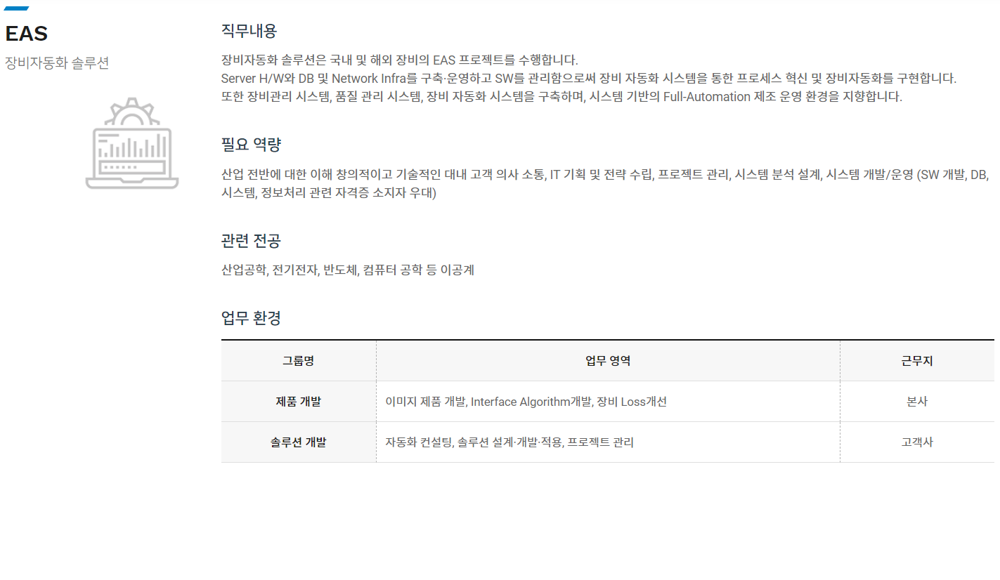 EAS
장비자동화 솔루션
직무내용
장비자동화 솔루션은 국내 및 해외 장비의 EAS 프로젝트를 수행합니다.
Server H/W와 DB 및 Network Infra를 구축·운영하고 SW를 관리함으로써 장비 자동화 시스템을 통한 프로세스 혁신 및 장비자동화를 구현합니다.
또한 장비관리 시스템, 품질 관리 시스템, 장비 자동화 시스템을 구축하며, 시스템 기반의 Full-Automation 제조 운영 환경을 지향합니다.
필요 역량
산업 전반에 대한 이해 창의적이고 기술적인 대내 고객 의사 소통, IT 기획 및 전략 수립, 프로젝트 관리, 시스템 분석 설계, 시스템 개발/운영 (SW 개발, DB,
시스템, 정보처리 관련 자격증 소지자 우대)
관련 전공
산업공학, 전기전자, 반도체, 컴퓨터 공학 등 이공계
업무 환경
그룹명 업무 영역 근무지
제품 개발 이미지 제품 개발, Interface Algorithm개발, 장비 Loss개선 본사
솔루션 개발 자동화 컨설팅, 솔루션 설계·개발·적용, 프로젝트 관리 고객사